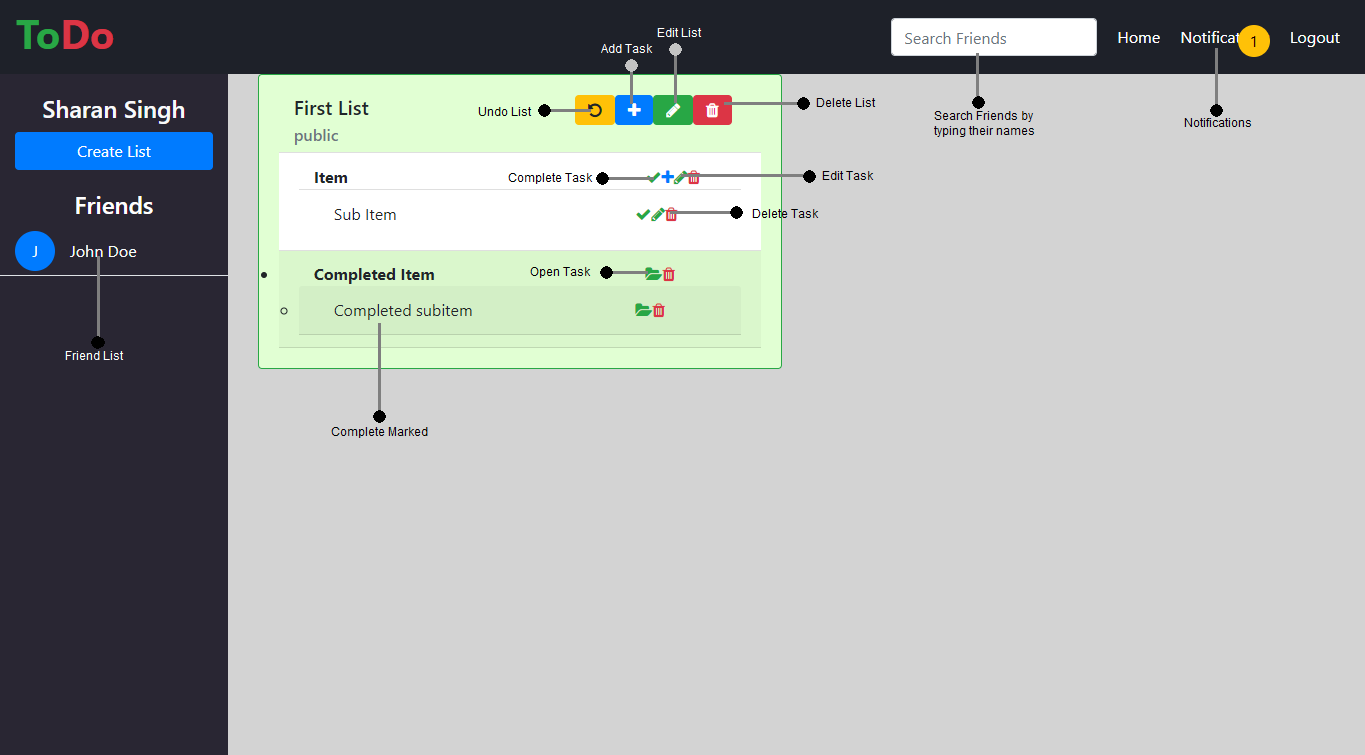 ToDo
Search Friends
Home
Notificat
1
Logout
Edit List
Add Task
Sharan Singh
Create List
Friends
J
John Doe
Friend List
First List
public
Undo List
Delete List
Search Friends by
typing their names
Notifications
Item
Complete Task
Edit Task
Sub Item
Delete Task
Completed Item
Open Task
Completed subitem
Complete Marked